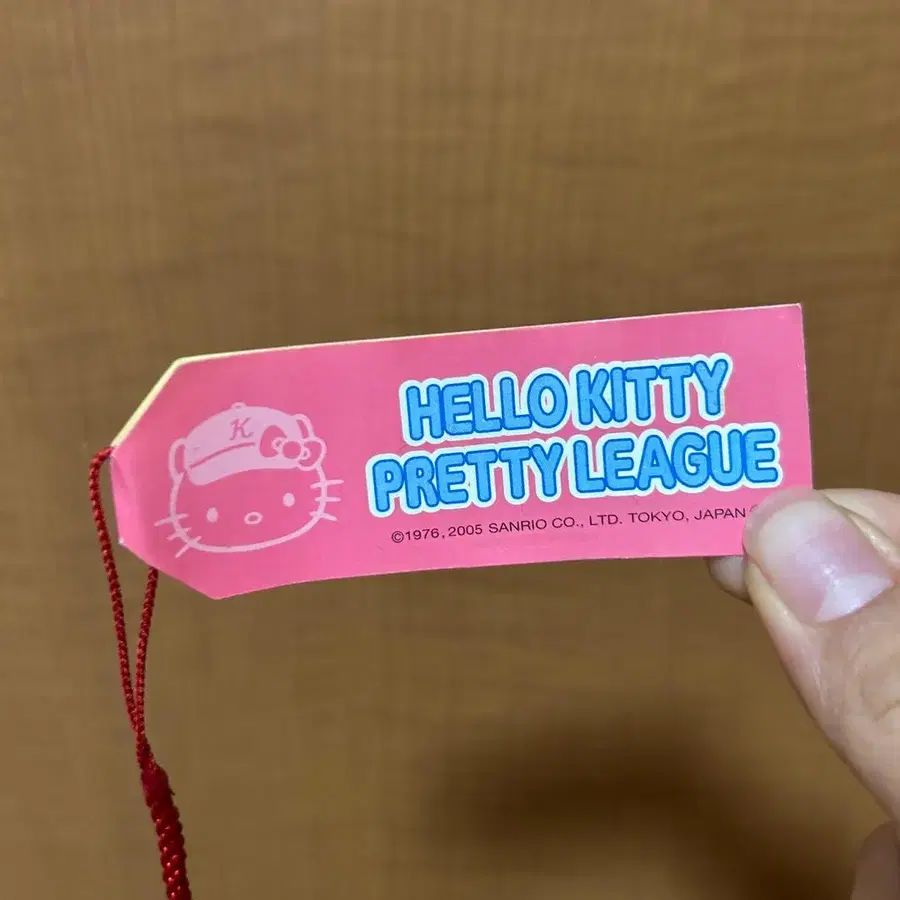 K
HELLO KITTY
PRETTY LEAGUE
©1976, 2005 SANRIO CO., LTD. TOKYO, JAPAN